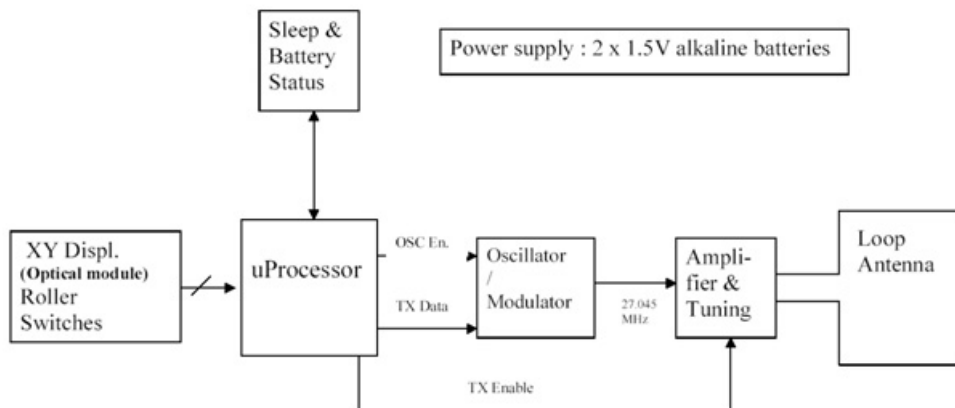 Sleep &
Battery
Status
Power supply : 2 x 1.5V alkaline batteries
XY Displ.
(Optical module)
Roller
Switches
uProcessor
OSC En.
TX Data
Oscillator
/
Modulator
27.045
MHz
Ampli-
fier &
Tuning
Loop
Antenna
TX Enable